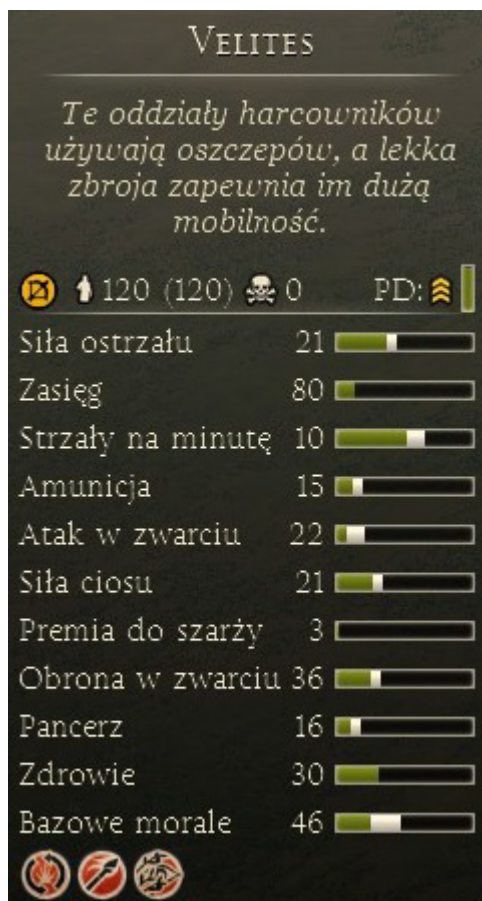 VELITES
Te oddziały harcowników
używają oszczepów, a lekka
zbroja zapewnia im dużą
mobilność.
120 (120) 0 PD:
Siła ostrzału 21
Zasięg 80
Strzały na minutę 10
Amunicja 15
Atak w zwarciu 22
Siła ciosu 21
Premia do szarży 3
Obrona w zwarciu 36
Pancerz 16
Zdrowie 30
Bazowe morale 46